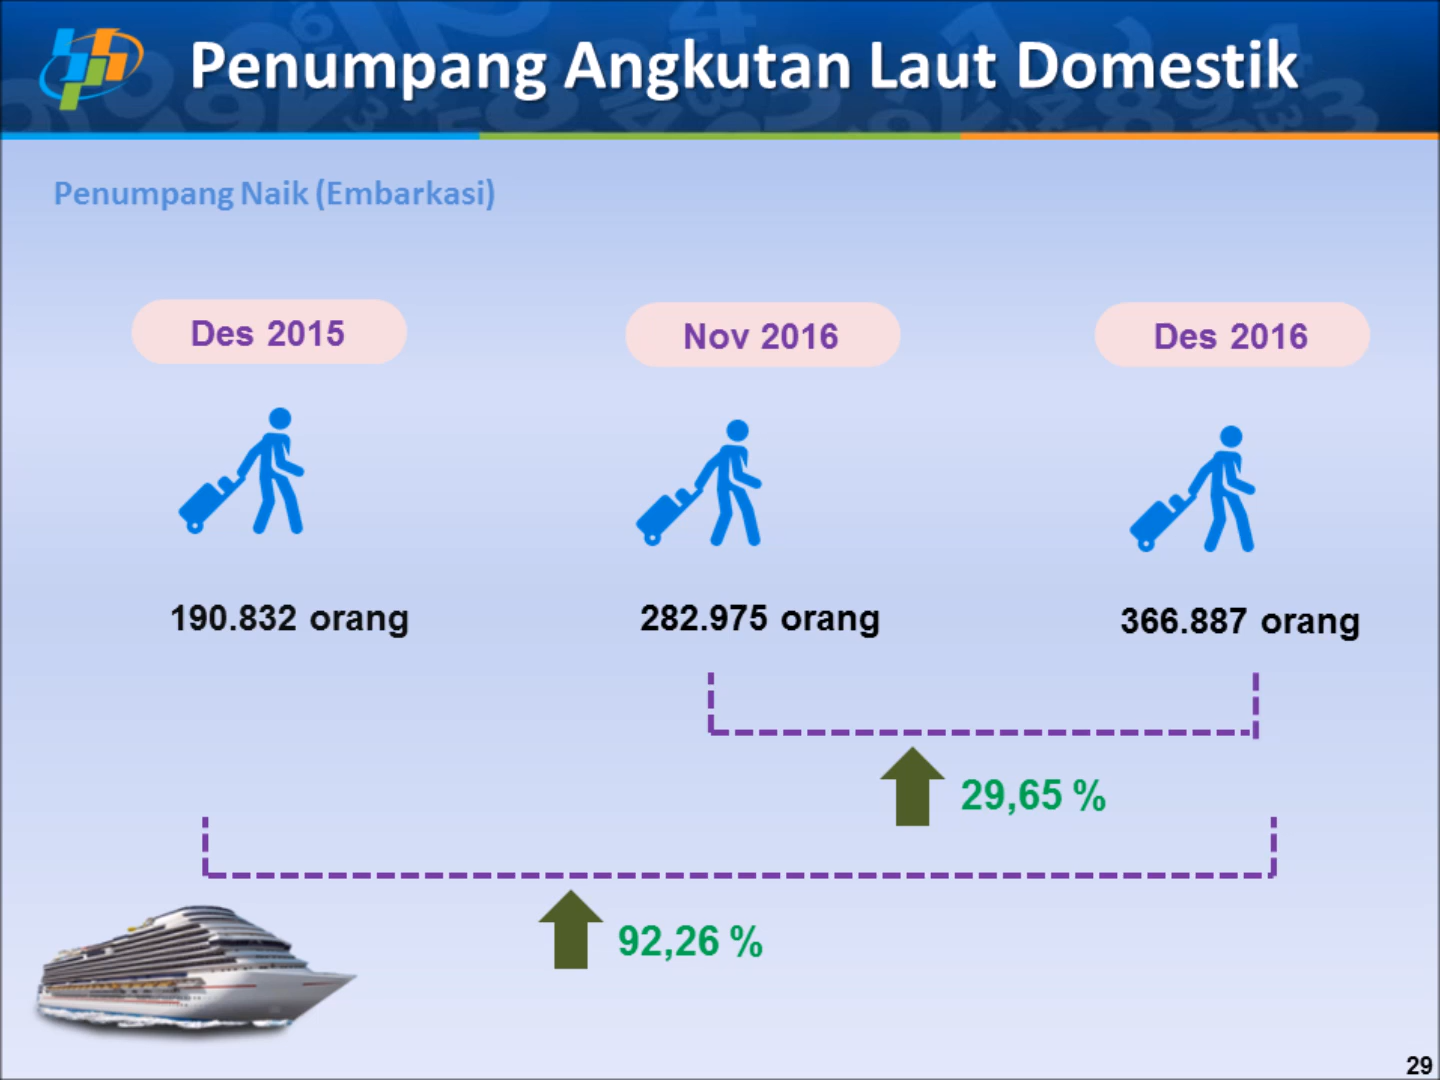 Penumpang Angkutan Laut Domestik
Penumpang Naik (Embarkasi)
Des 2015
Nov 2016
Des 2016
190.832 orang
282.975 orang
366.887 orang
29,65 %
92,26 %
29